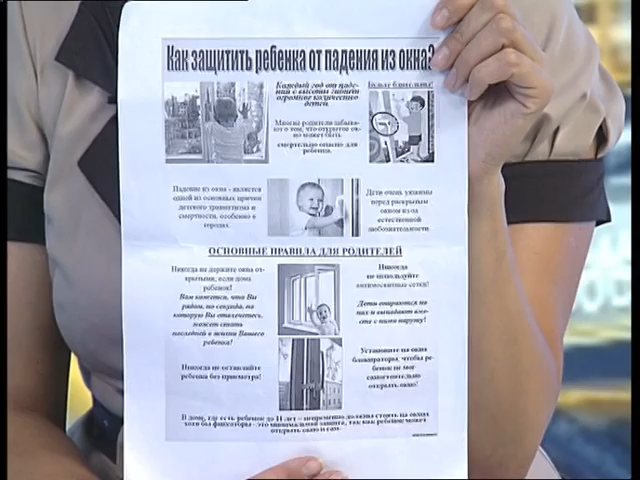 Как защитить ребенка от падения из окна?
Каждый год от паде-
ний с высоты гибнет
огромное количество
детей.
Будьте бдительны!
Многие родители забыва-
ют о том, что открытое ок-
но может быть
смертельно опасно для
ребенка.
Падение из окна - является
одной из основных причин
детского травматизма и
смертности, особенно в
городах.
Дети очень уязвимы
перед раскрытым
окном из-за
естественной
любознательности.
ОСНОВНЫЕ ПРАВИЛА ДЛЯ РОДИТЕЛЕЙ
Никогда не держите окна от-
крытыми, если дома
ребенок!
Вам кажется, что Вы
рядом, но секунда, на
которую Вы отвлечетесь,
может стать
последней в жизни Вашего
ребенка!
Никогда
не используйте
антимоскитные сетки!
Дети опираются на
них и выпадают вме-
сте с ними наружу!
Никогда не оставляйте
ребенка без присмотра!
Установите на окна
блокираторы, чтобы ре-
бенок не мог
самостоятельно
открыть окно!
В доме, где есть ребенок до 11 лет – непременно должны стоять на окнах
хотя бы фиксаторы - это минимальная защита, так как ребенок может
открыть окно и сам.